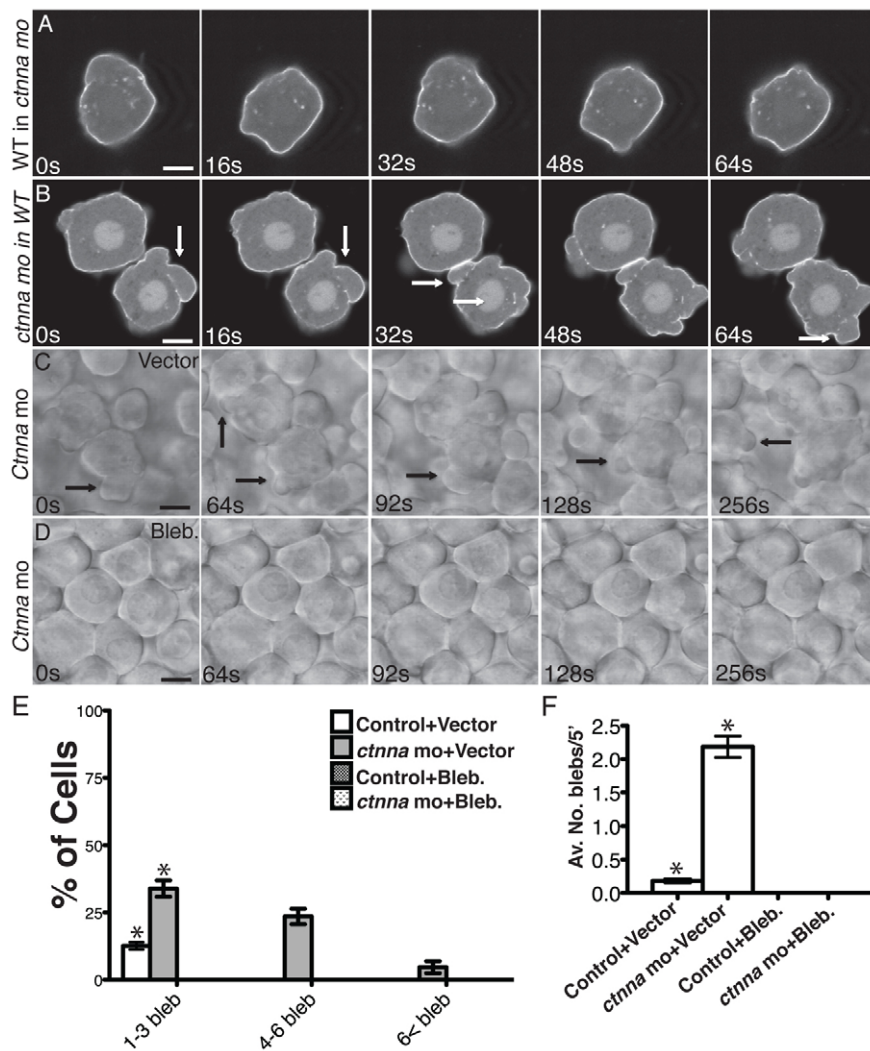 A
WT in ctnna mo
0s
16s
32s
48s
64s
B
ctnna mo in WT
0s
16s
32s
48s
64s
C
Vector
Ctnna mo
0s
64s
92s
128s
256s
D
Bleb.
Ctnna mo
0s
64s
92s
128s
256s
E
% of Cells
100
75
50
25
0
* *
Control+Vector
ctnna mo+Vector
Control+Bleb.
ctnna mo+Bleb.
1-3 bleb
4-6 bleb
6< bleb
F
Av. No. blebs/5'
2.5
2.0
1.5
1.0
0.5
0.0
* *
Control+Vector
ctnna mo+Vector
Control+Bleb.
ctnna mo+Bleb.